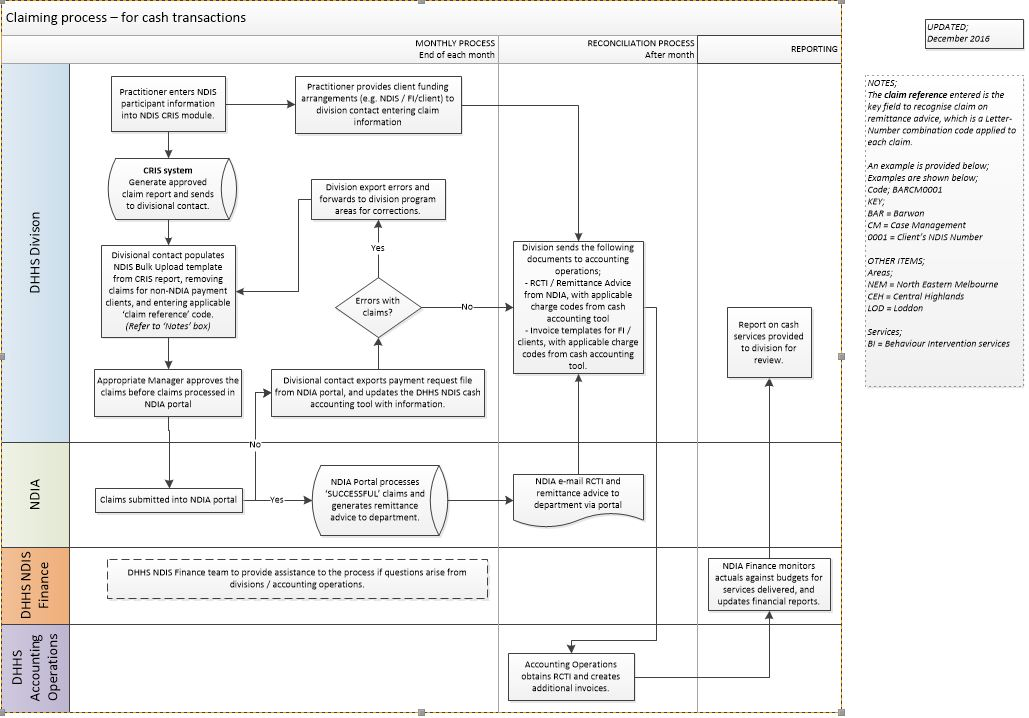 Claiming process – for cash transactions
MONTHLY PROCESS
End of each month
RECONCILIATION PROCESS
After month
REPORTING
UPDATED;
December 2016
NOTES;
The claim reference entered is the
key field to recognise claim on
remittance advice, which is a Letter-
Number combination code applied to
each claim.
An example is provided below;
Examples are shown below;
Code; BARCM0001
KEY;
BAR = Barwon
CM = Case Management
0001 = Client's NDIS Number
OTHER ITEMS;
Areas;
NEM = North Eastern Melbourne
CEH = Central Highlands
LOD = Loddon
Services;
BI = Behaviour Intervention services
DHHS Divison
Practitioner enters NDIS
participant information
into NDIS CRIS module.
Practitioner provides client funding
arrangements (e.g. NDIS / FI/client) to
division contact entering claim
information
CRIS system
Generate approved
claim report and sends
to divisional contact.
Division export errors and
forwards to division program
areas for corrections.
Yes
Divisional contact populates
NDIS Bulk Upload template
from CRIS report, removing
claims for non-NDIA payment
clients, and entering applicable
‘claim reference’ code.
(Refer to ‘Notes’ box)
Errors with
claims?
No
Division sends the following
documents to accounting
operations;
- RCTI / Remittance Advice
from NDIA, with applicable
charge codes from cash
accounting tool
- Invoice templates for FI /
clients, with applicable charge
codes from cash accounting
tool.
Report on cash
services provided
to division for
review.
Appropriate Manager approves the
claims before claims processed in
NDIA portal
Divisional contact exports payment request file
from NDIA portal, and updates the DHHS NDIS cash
accounting tool with information.
No
NDIA
Claims submitted into NDIA portal
Yes
NDIA Portal processes
‘SUCCESSFUL’ claims and
generates remittance
advice to department.
NDIA e-mail RCTI and
remittance advice to
department via portal
DHHS NDIS
Finance
DHHS NDIS Finance team to provide assistance to the process if questions arise from
divisions / accounting operations.
NDIA Finance monitors
actuals against budgets for
services delivered, and
updates financial reports.
DHHS
Accounting
Operations
Accounting Operations
obtains RCTI and creates
additional invoices.